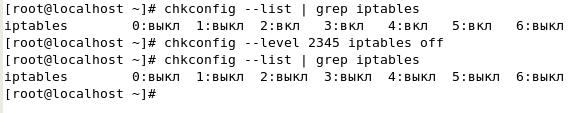 [root@localhost ~]# chkconfig --list | grep iptables
iptables        0:выкл  1:выкл  2:вкл   3:вкл   4:вкл   5:вкл   6:выкл
[root@localhost ~]# chkconfig --level 2345 iptables off
[root@localhost ~]# chkconfig --list | grep iptables
iptables        0:выкл  1:выкл  2:выкл  3:выкл  4:выкл  5:выкл  6:выкл
[root@localhost ~]#